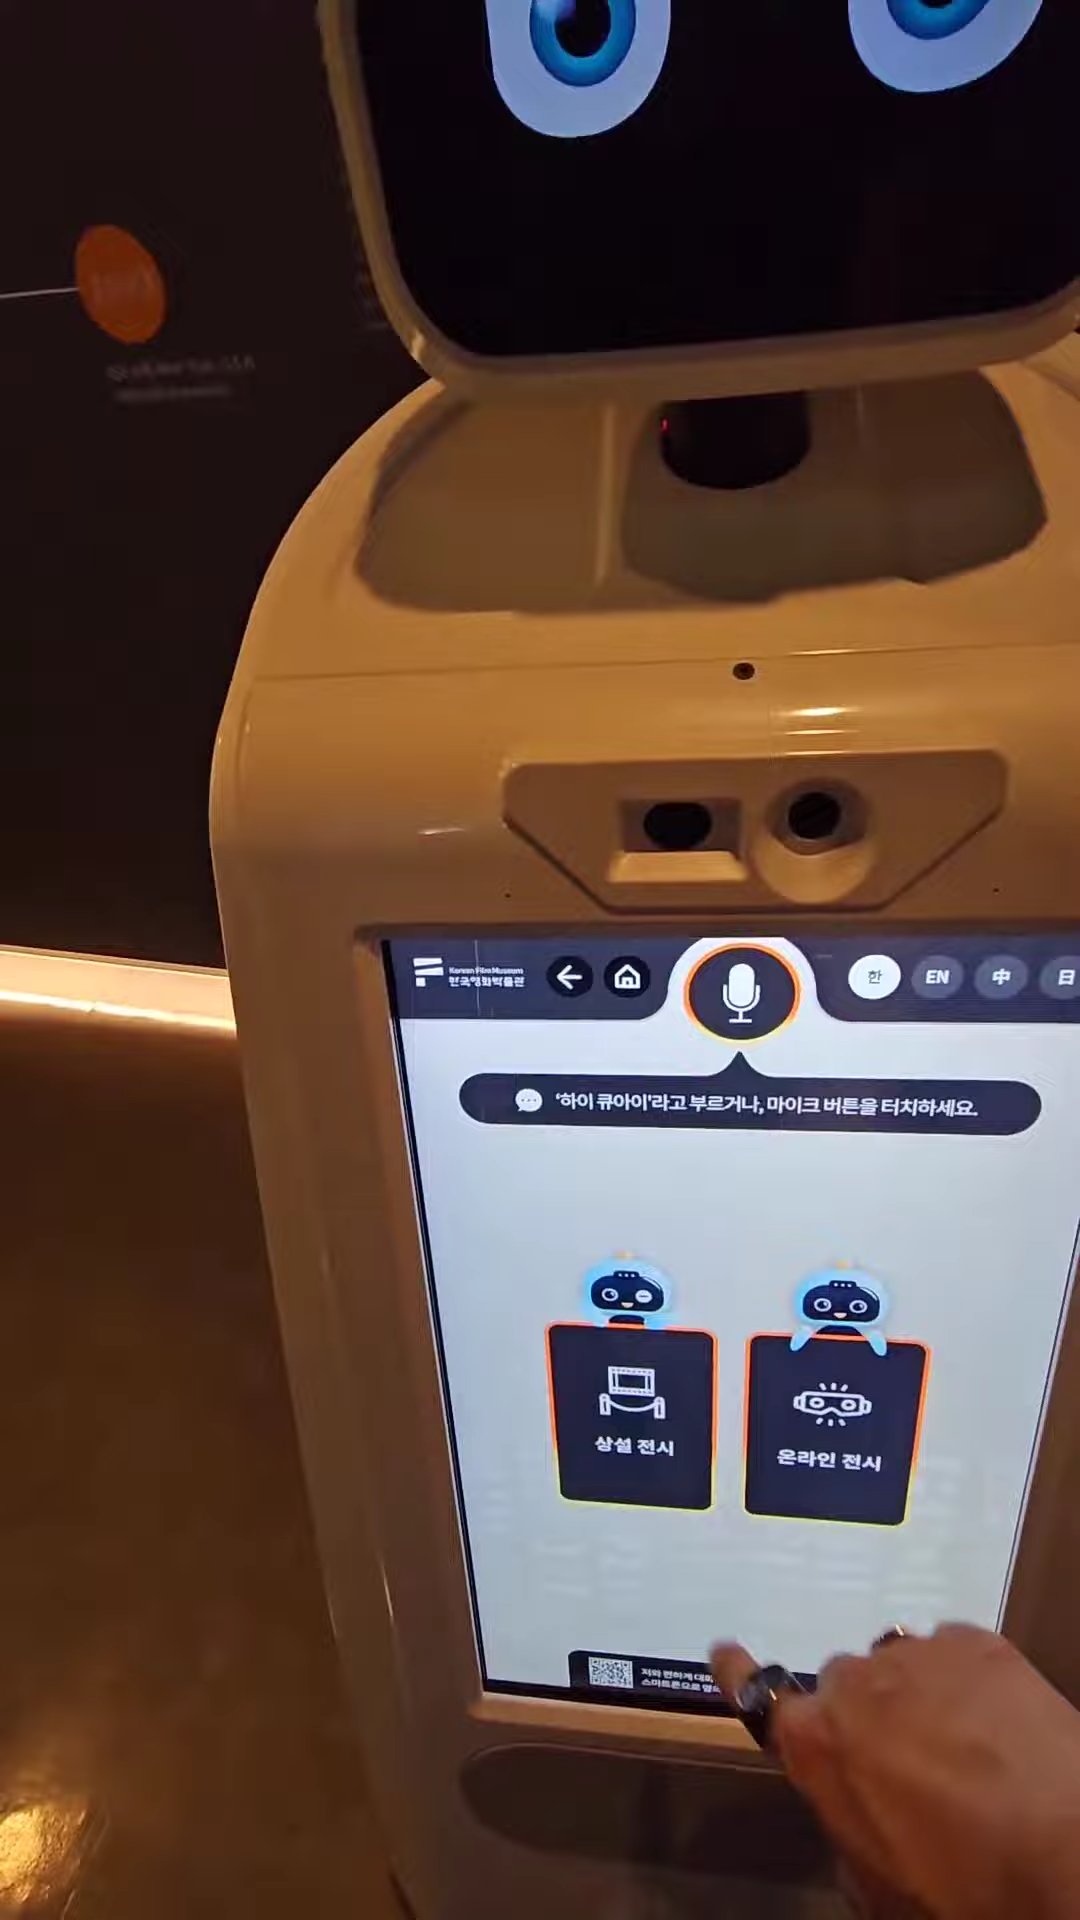 Korean Film Museum
한국영화박물관
한
EN
中
日
'하이 큐아이'라고 부르거나, 마이크 버튼을 터치하세요.
상설 전시
온라인 전시
저와 편하게 대화
스마트폰으로 옆의